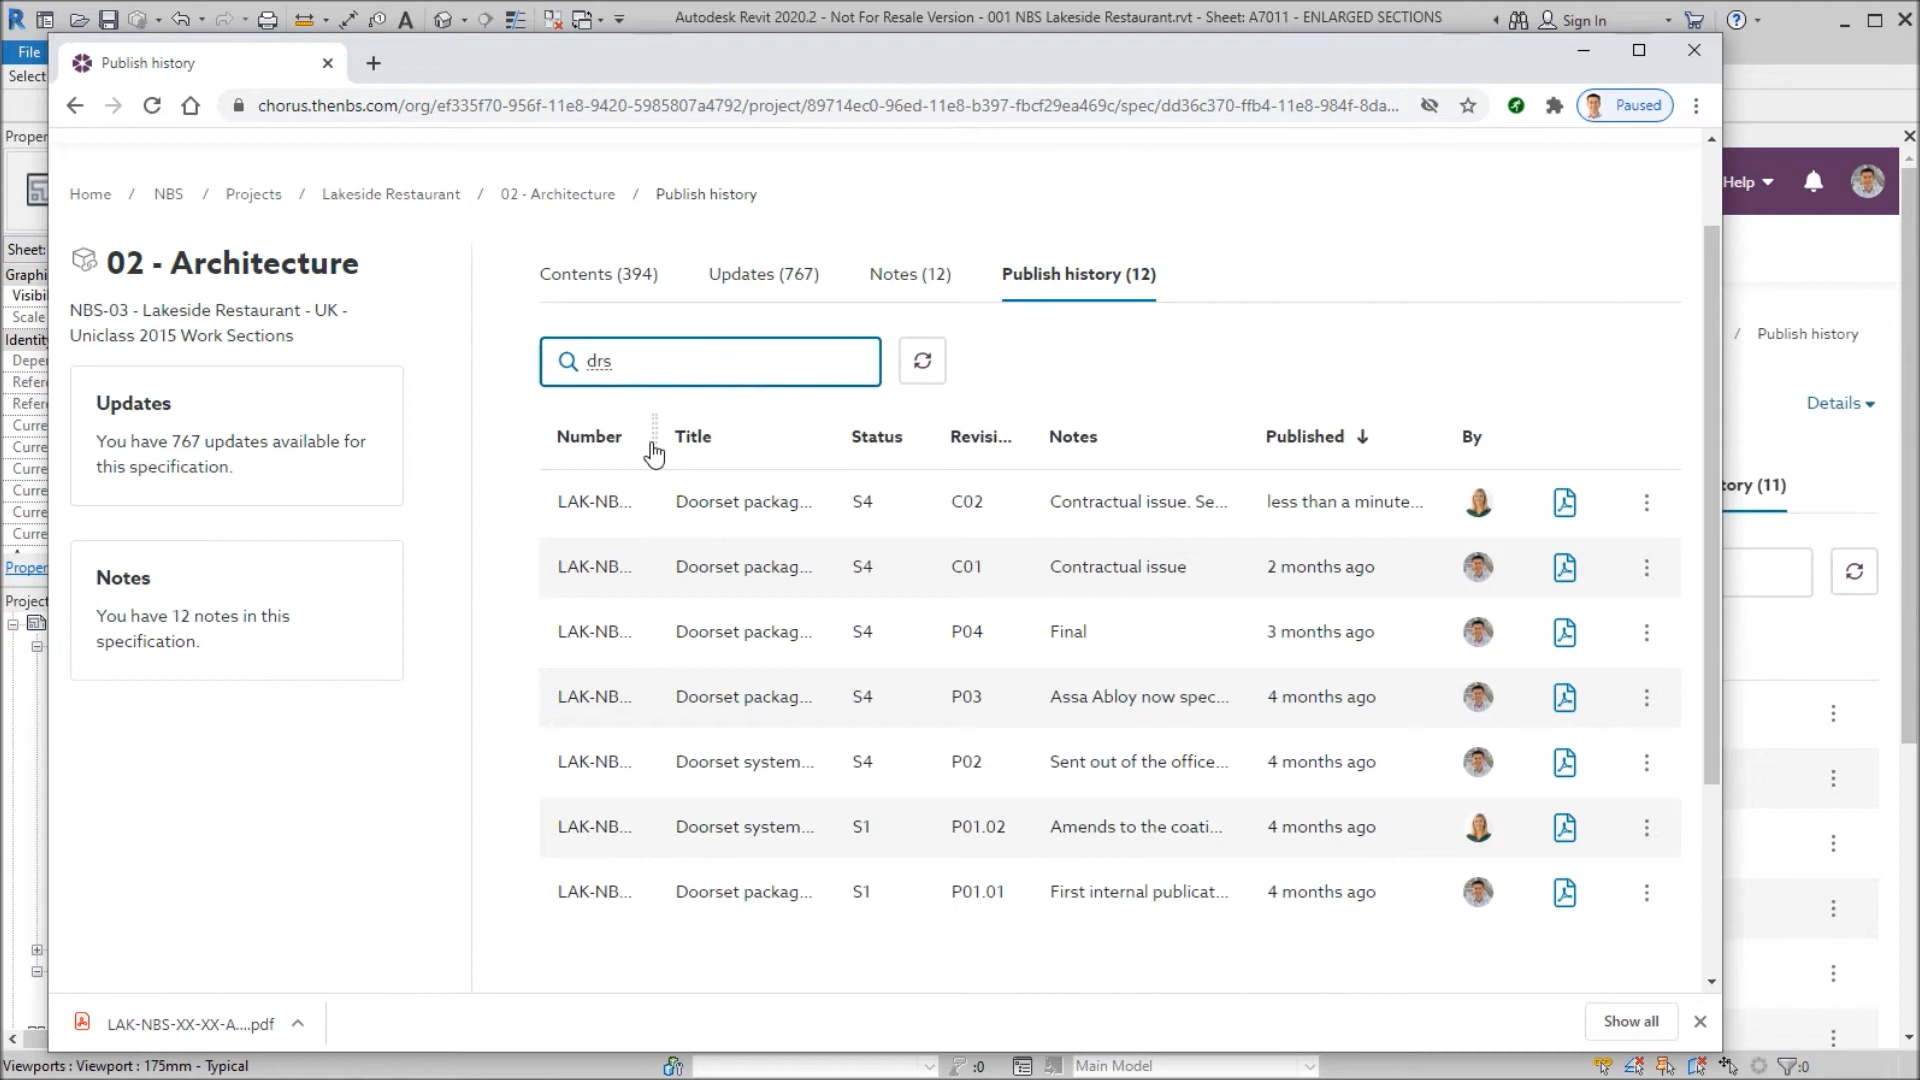 Autodesk Revit 2020.2 - Not For Resale Version - 001 NBS Lakeside Restaurant.rvt - Sheet: A7011 - ENLARGED SECTIONS
Sign In
File
Select
Publish history
chorus.thenbs.com/org/ef335f70-956f-11e8-9420-5985807a4792/project/89714ec0-96ed-11e8-b397-fbcf29ea469c/spec/dd36c370-ffb4-11e8-984f-8da...
Paused
Proper
Help
Home / NBS / Projects / Lakeside Restaurant / 02 - Architecture / Publish history
Sheet:
Graphi
Visibi
Scale
Identit
Depe
Refere
Refere
Curre
Curre
Curre
Curre
Curre
Curre
Proper
Project
02 - Architecture
NBS-03 - Lakeside Restaurant - UK -
Uniclass 2015 Work Sections
Updates
You have 767 updates available for
this specification.
Notes
You have 12 notes in this
specification.
Contents (394) Updates (767) Notes (12) Publish history (12)
drs
Number Title Status Revisi... Notes Published By
LAK-NB... Doorset packag... S4 C02 Contractual issue. Se... less than a minute...
LAK-NB... Doorset packag... S4 C01 Contractual issue 2 months ago
LAK-NB... Doorset packag... S4 P04 Final 3 months ago
LAK-NB... Doorset packag... S4 P03 Assa Abloy now spec... 4 months ago
LAK-NB... Doorset system... S4 P02 Sent out of the office... 4 months ago
LAK-NB... Doorset system... S1 P01.02 Amends to the coati... 4 months ago
LAK-NB... Doorset packag... S1 P01.01 First internal publicat... 4 months ago
/ Publish history
Details
tory (11)
LAK-NBS-XX-XX-A....pdf
Show all
Viewports : Viewport : 175mm - Typical
:0
Main Model
:0